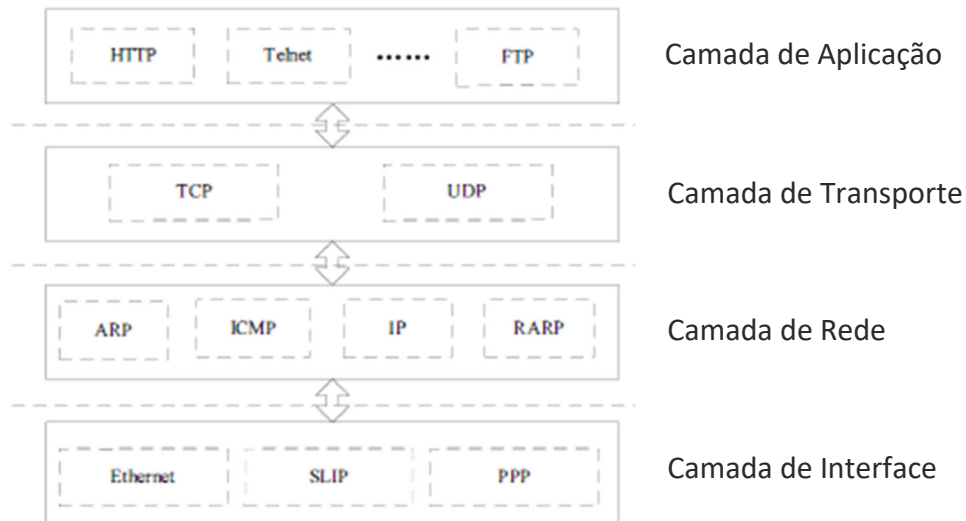 HTTP Telnet ...... FTP Camada de Aplicação
TCP UDP Camada de Transporte
ARP ICMP IP RARP Camada de Rede
Ethernet SLIP PPP Camada de Interface